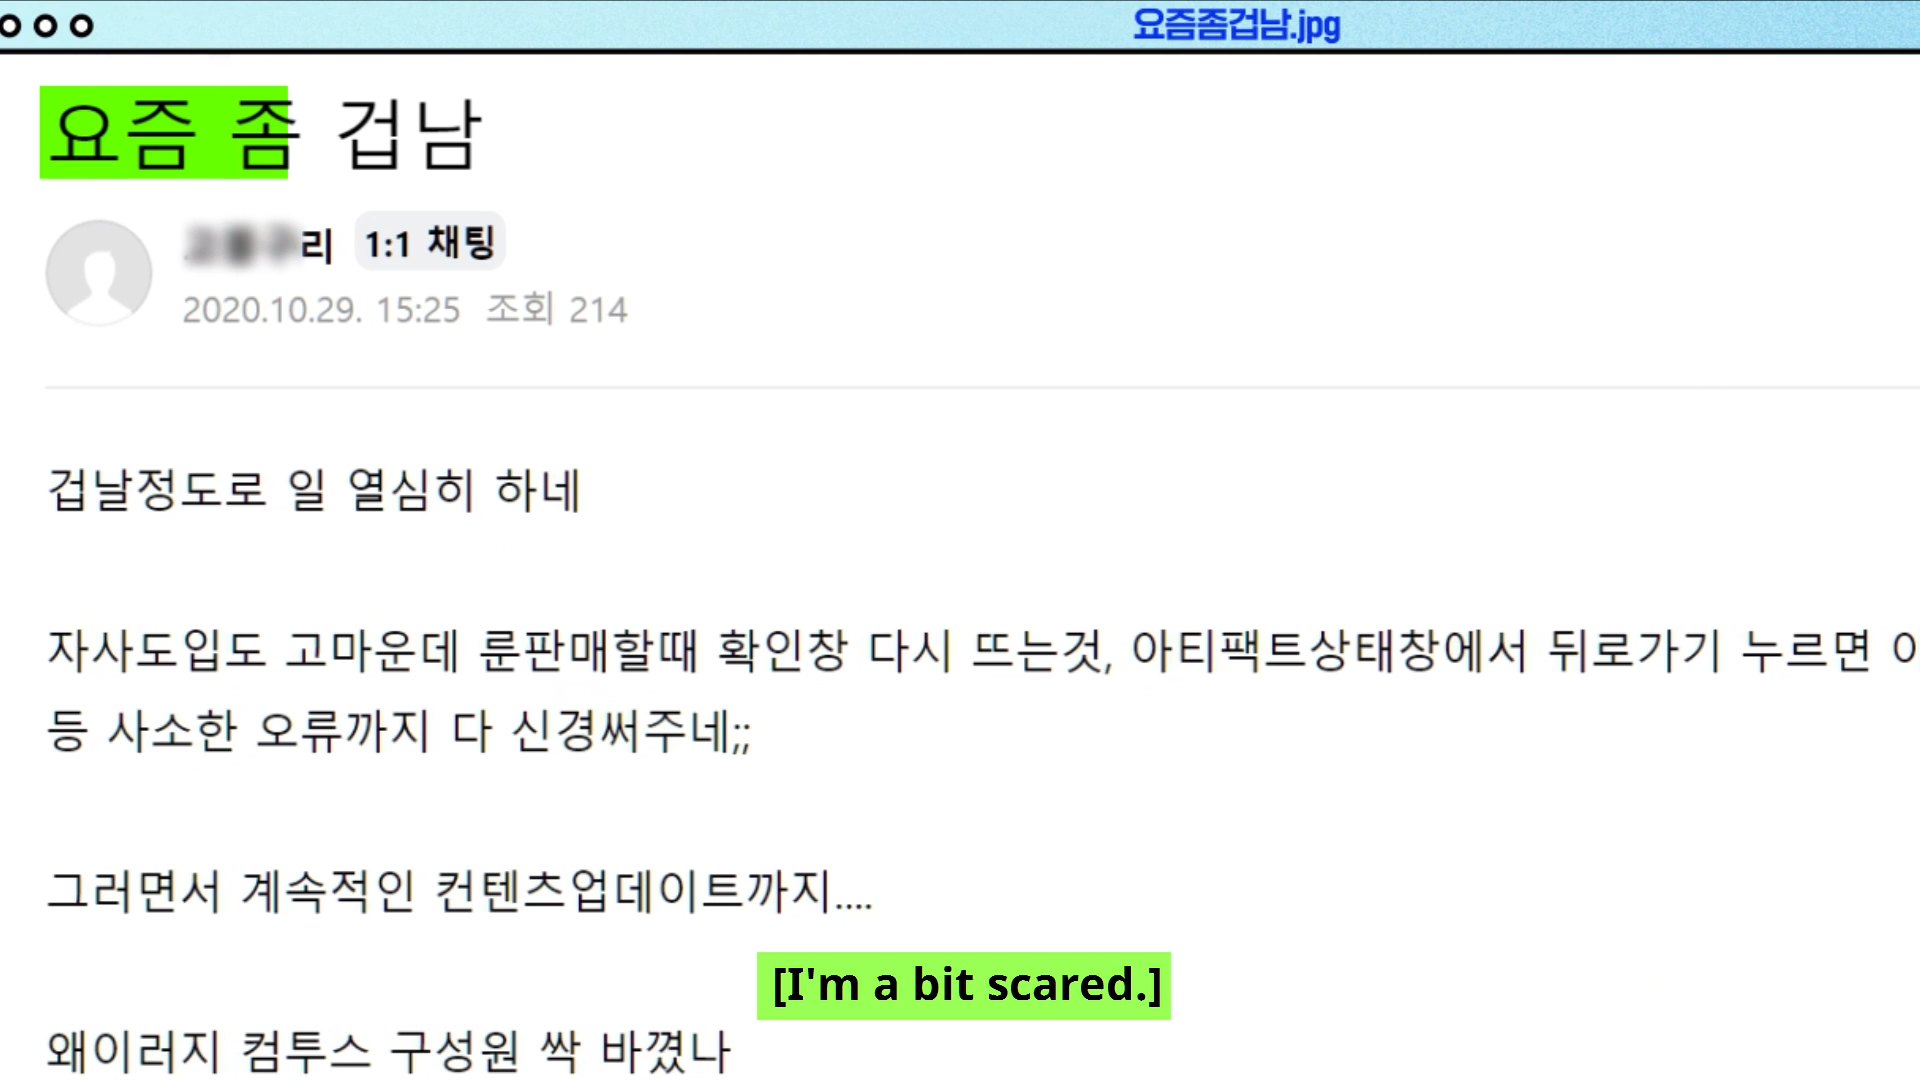 요즘좀겁남.jpg
요즘 좀 겁남
리 1:1 채팅
2020.10.29. 15:25 조회 214
겁날정도로 일 열심히 하네
자사도입도 고마운데 룬판매할때 확인창 다시 뜨는것, 아티팩트상태창에서 뒤로가기 누르면
등 사소한 오류까지 다 신경써주네;;
그러면서 계속적인 컨텐츠업데이트까지....
[I'm a bit scared.]
왜이러지 컴투스 구성원 싹 바꼈나